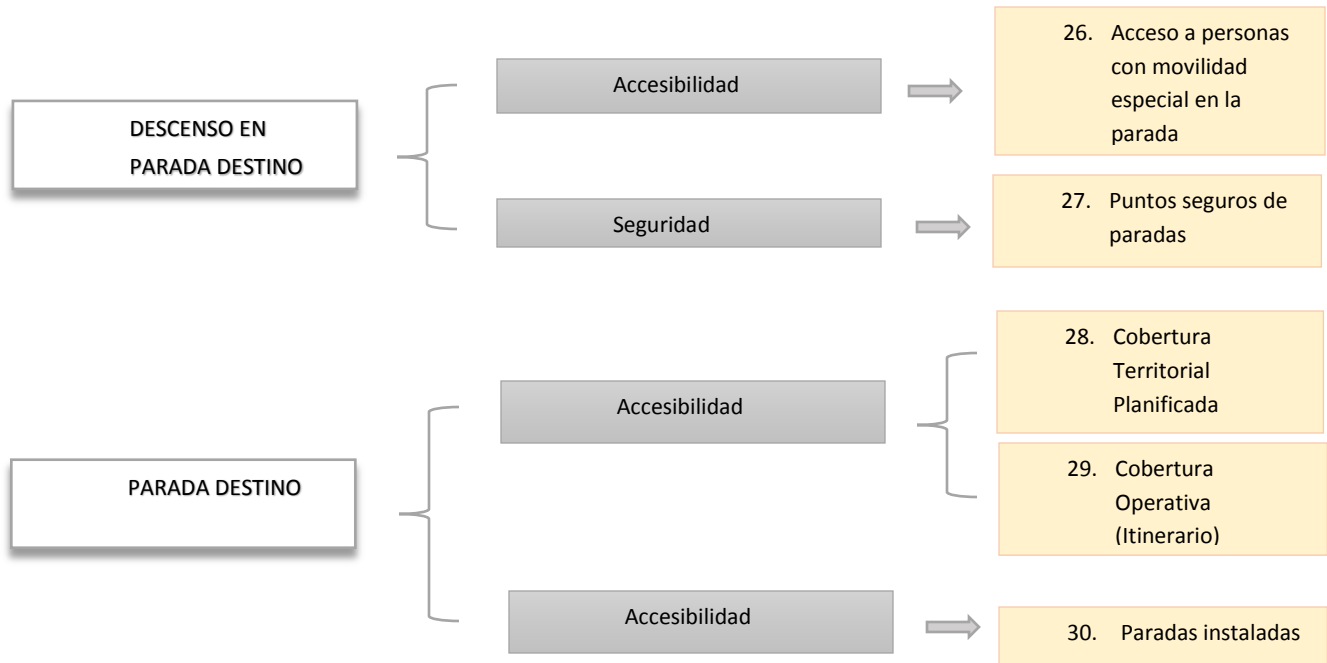 DESCENSO EN
PARADA DESTINO
Accesibilidad
26. Acceso a personas
con movilidad
especial en la
parada
Seguridad
27. Puntos seguros de
paradas
PARADA DESTINO
Accesibilidad
28. Cobertura
Territorial
Planificada
29. Cobertura
Operativa
(Itinerario)
Accesibilidad
30. Paradas instaladas